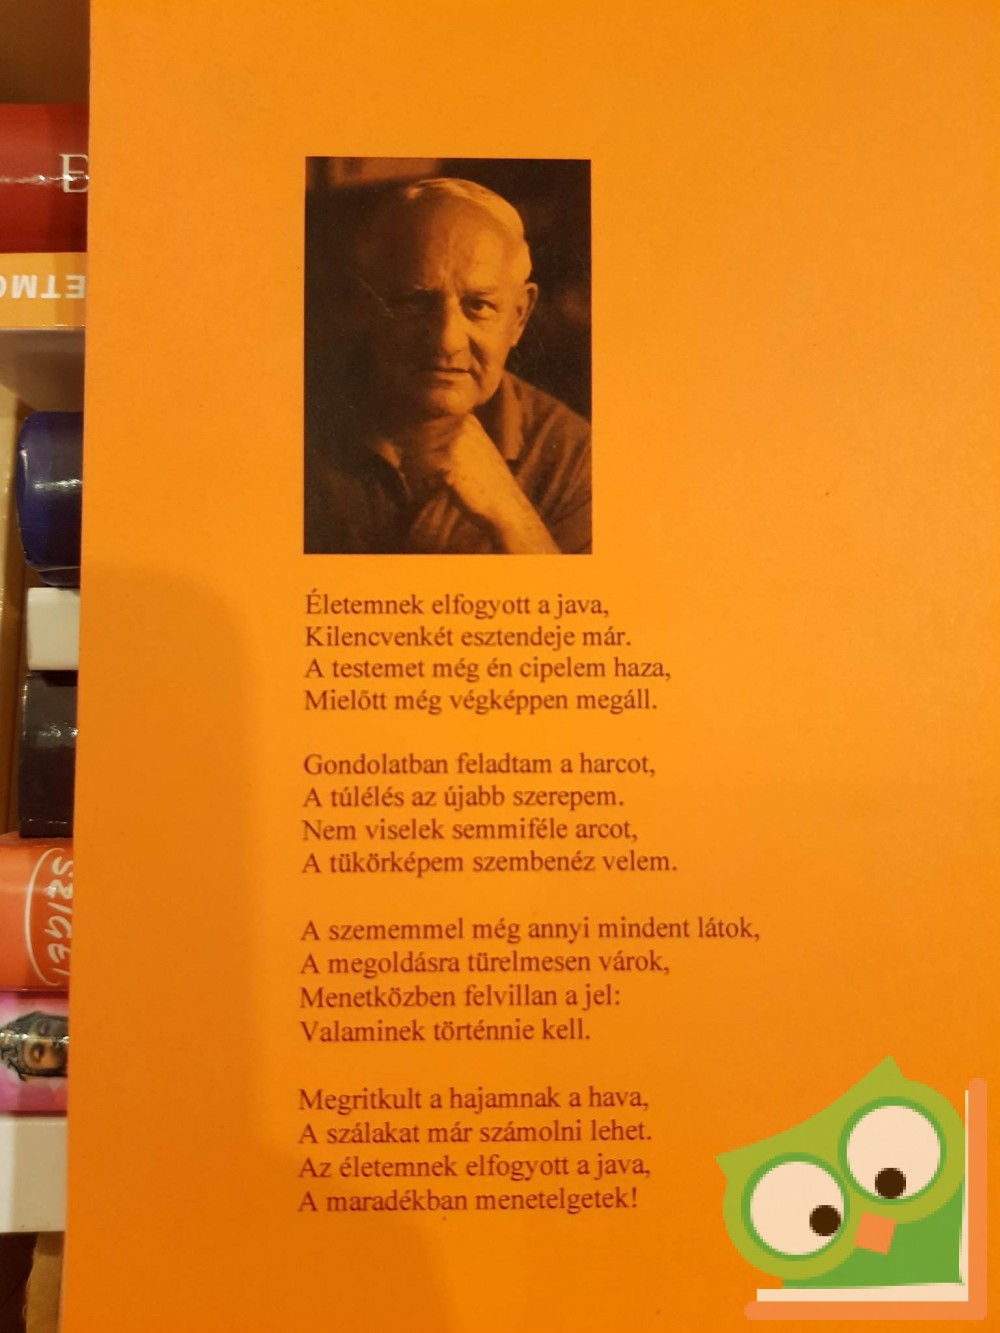 Életemnek elfogyott a java,
Kilencvenkét esztendeje már.
A testemet még én cipelem haza,
Mielőtt még végképpen megáll.
Gondolatban feladtam a harcot,
A túlélés az újabb szerepem.
Nem viselek semmiféle arcot,
A tükörképem szembenéz velem.
A szememmel még annyi mindent látok,
A megoldásra türelmesen várok,
Menetközben felvillan a jel:
Valaminek történnie kell.
Megritkult a hajamnak a hava,
A szálakat már számolni lehet.
Az életemnek elfogyott a java,
A maradékban menetelgetek!